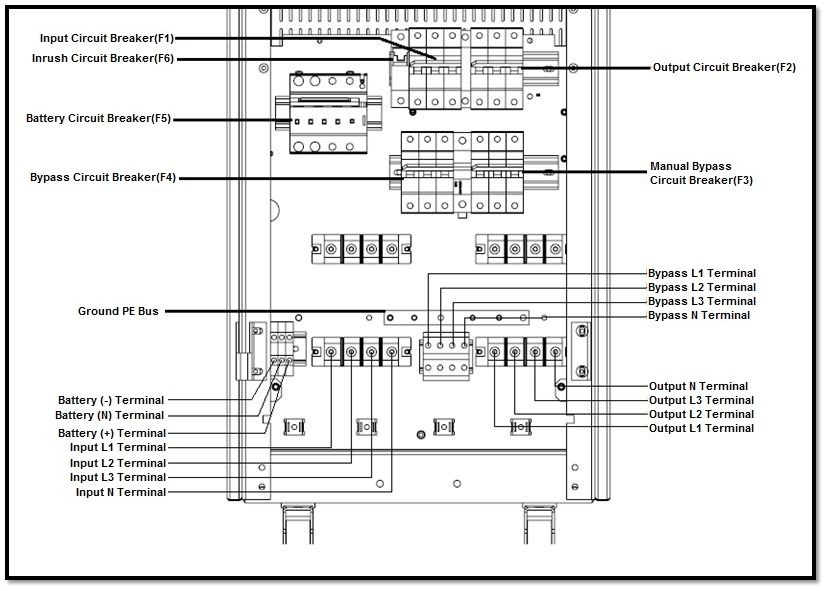 Input Circuit Breaker(F1)
Inrush Circuit Breaker(F6)
Output Circuit Breaker(F2)
Battery Circuit Breaker(F5)
Bypass Circuit Breaker(F4)
Manual Bypass
Circuit Breaker(F3)
Bypass L1 Terminal
Bypass L2 Terminal
Bypass L3 Terminal
Bypass N Terminal
Ground PE Bus
Battery (-) Terminal
Battery (N) Terminal
Battery (+) Terminal
Input L1 Terminal
Input L2 Terminal
Input L3 Terminal
Input N Terminal
Output N Terminal
Output L3 Terminal
Output L2 Terminal
Output L1 Terminal